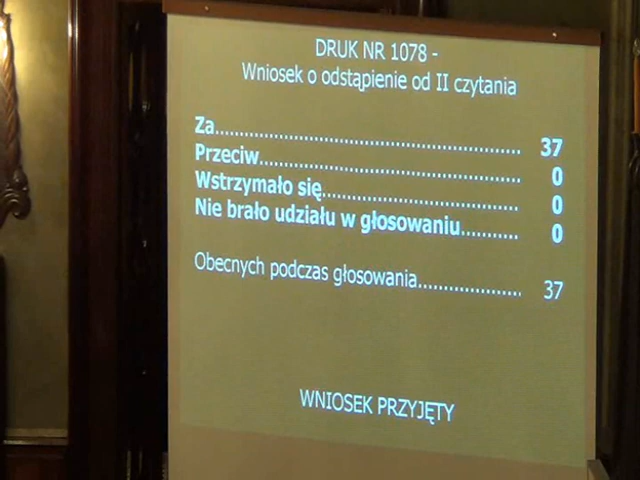 DRUK NR 1078 -
Wniosek o odstąpienie od II czytania
Za............................................................... 37
Przeciw...................................................... 0
Wstrzymało się......................................... 0
Nie brało udziału w głosowaniu............ 0
Obecnych podczas głosowania..................... 37
WNIOSEK PRZYJĘTY